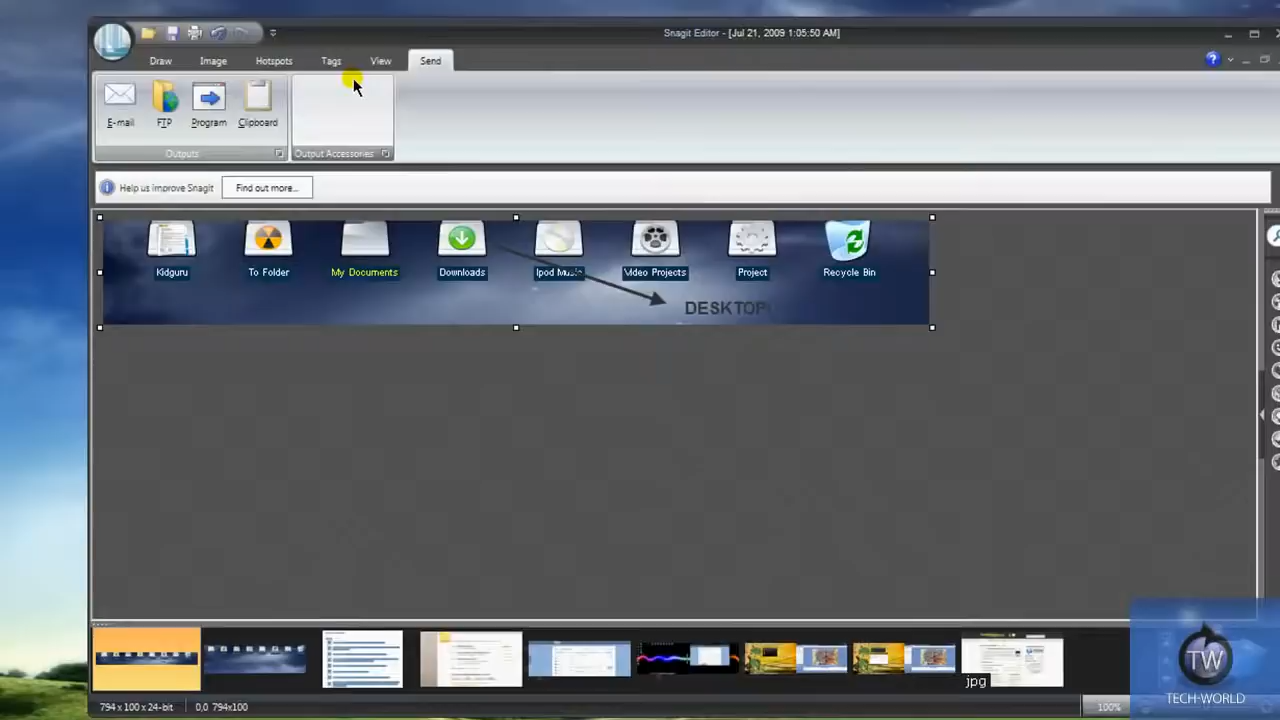 Snagit Editor - [Jul 21, 2009 1:05:50 AM]
Draw Image Hotspots Tags View Send
E-mail FTP Program Clipboard
Outputs Output Accessories
Help us improve Snagit Find out more...
Kidguru To Folder My Documents Downloads Ipod Music Video Projects Project Recycle Bin
DESKTOP
jpg
TW
TECH-WORLD
794 x 100 x 24-bit 0,0 794x100 100%